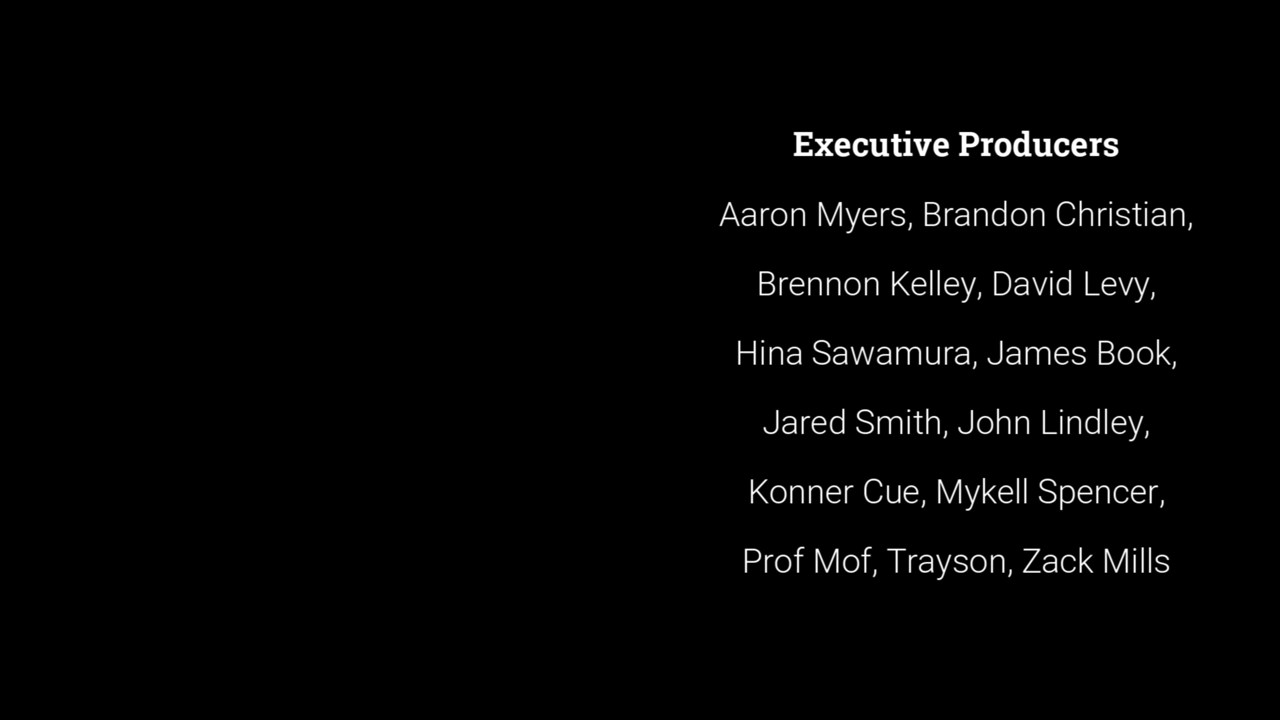 Executive Producers
Aaron Myers, Brandon Christian,
Brennon Kelley, David Levy,
Hina Sawamura, James Book,
Jared Smith, John Lindley,
Konner Cue, Mykell Spencer,
Prof Mof, Trayson, Zack Mills